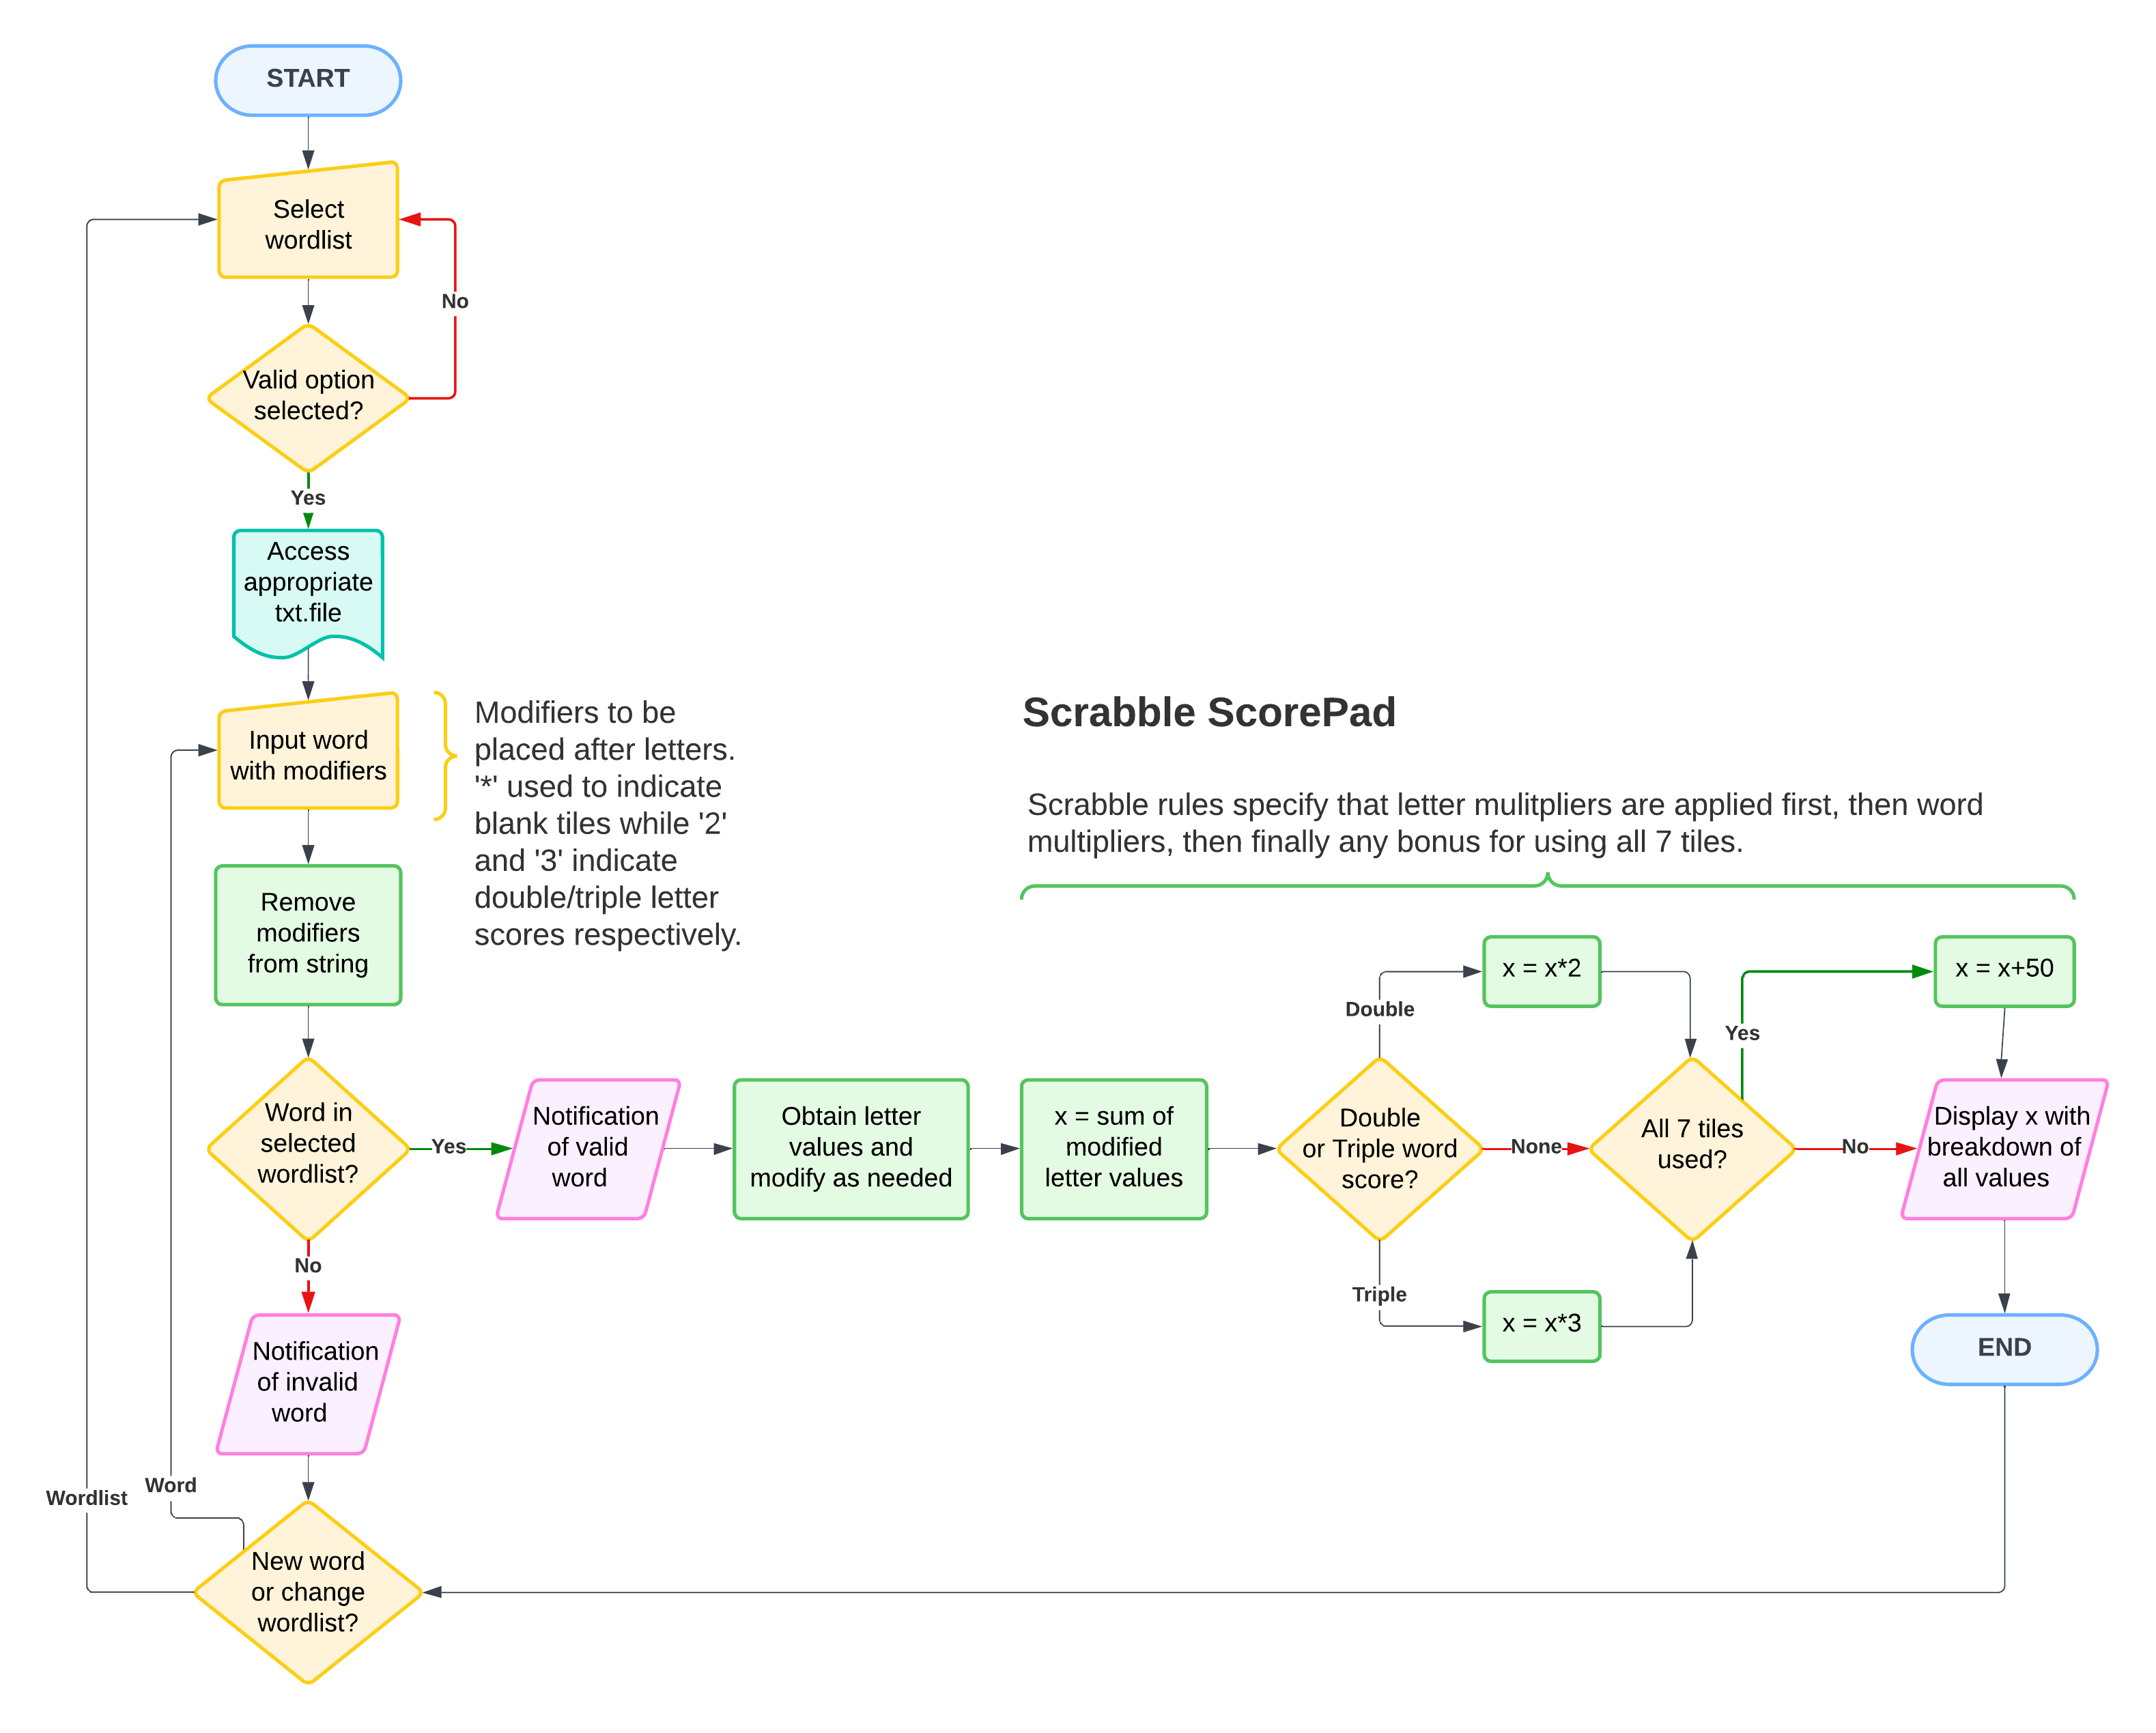 START
Select
wordlist
No
Valid option
selected?
Yes
Access
appropriate
txt.file
Input word
with modifiers
Modifiers to be
placed after letters.
'*' used to indicate
blank tiles while '2'
and '3' indicate
double/triple letter
scores respectively.
Scrabble ScorePad
Scrabble rules specify that letter mulitpliers are applied first, then word
multipliers, then finally any bonus for using all 7 tiles.
Remove
modifiers
from string
Word in
selected
wordlist?
Yes
Notification
of valid
word
Obtain letter
values and
modify as needed
x = sum of
modified
letter values
Double
or Triple word
score?
Double
x = x*2
None
Triple
x = x*3
All 7 tiles
used?
Yes
x = x+50
No
Display x with
breakdown of
all values
END
No
Notification
of invalid
word
Word
Wordlist
New word
or change
wordlist?